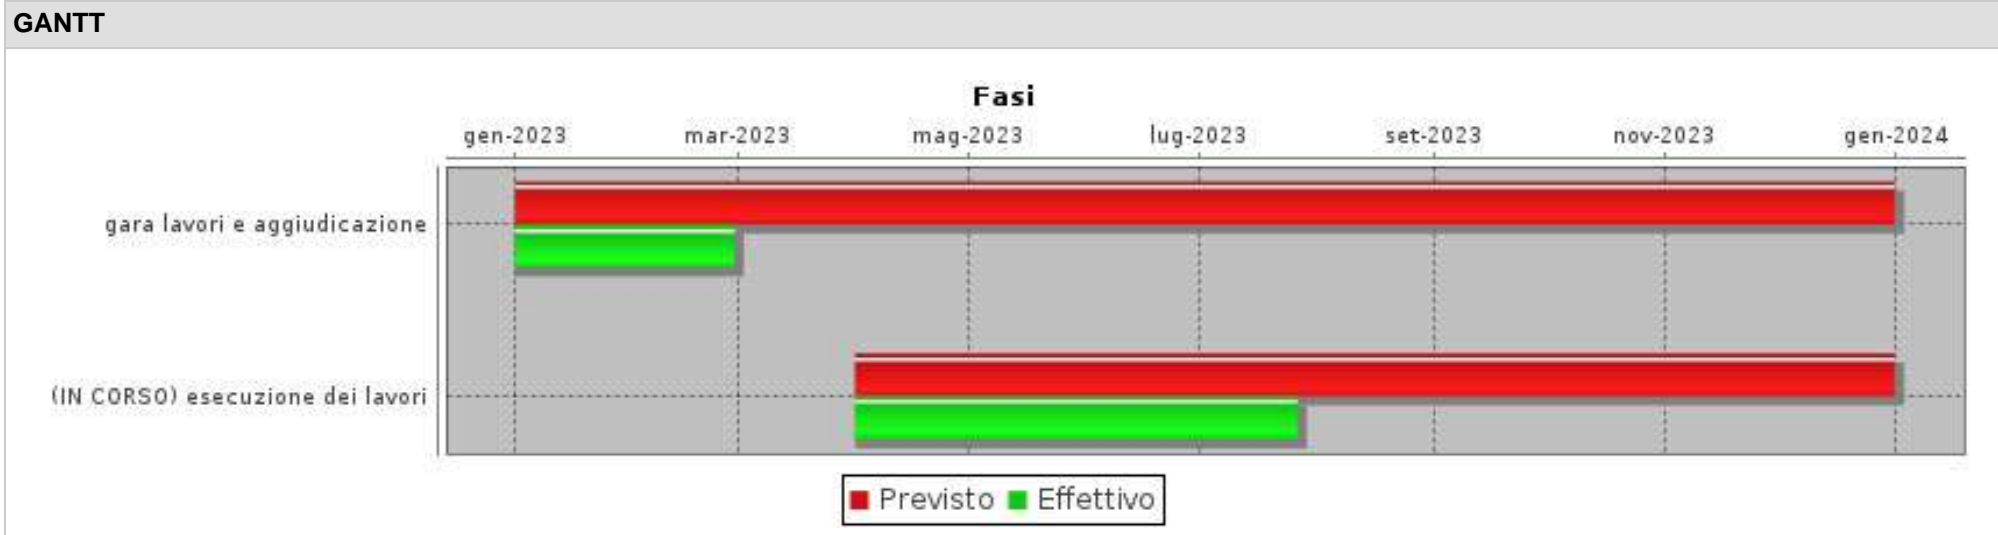 GANTT
Fasi
gen-2023 mar-2023 mag-2023 lug-2023 set-2023 nov-2023 gen-2024
gara lavori e aggiudicazione
(IN CORSO) esecuzione dei lavori
Previsto Effettivo